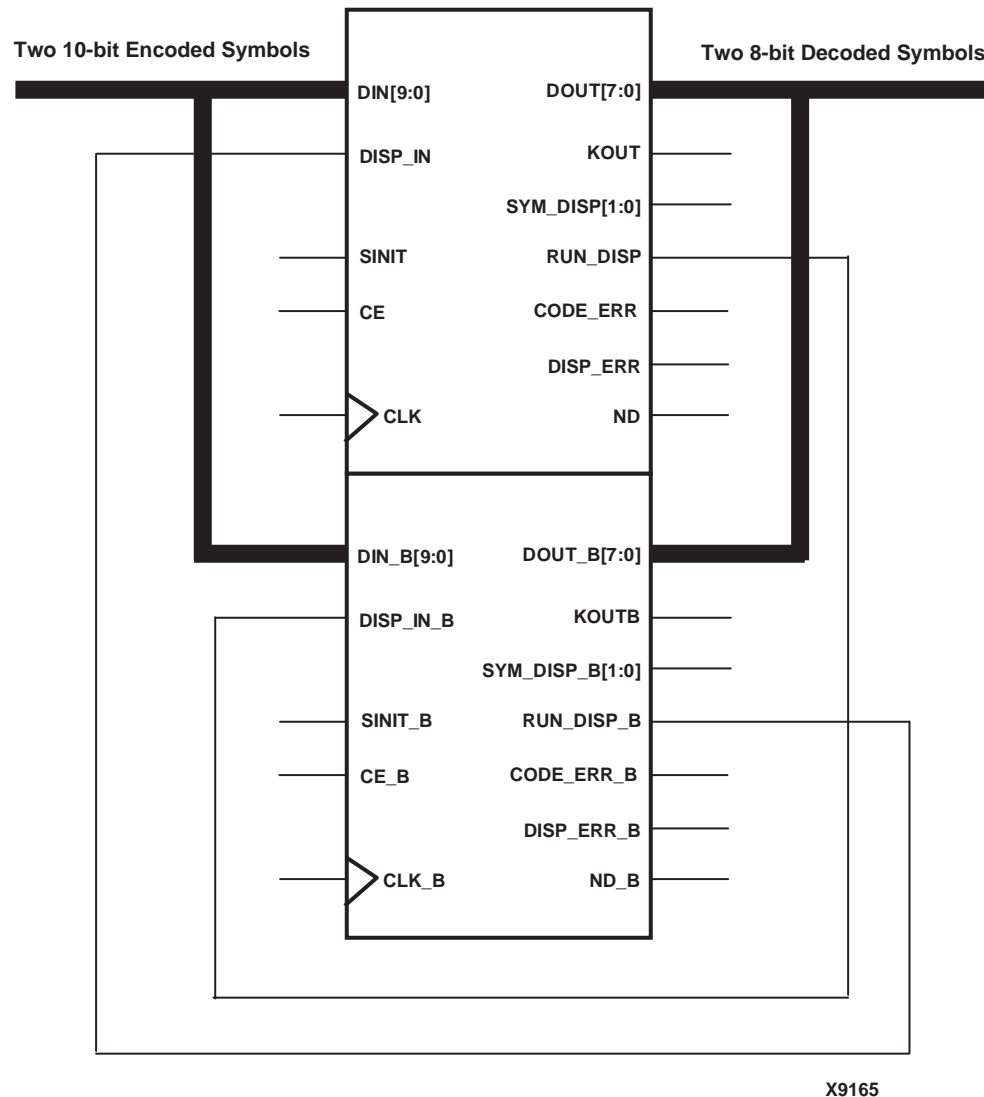 Two 10-bit Encoded Symbols
Two 8-bit Decoded Symbols
DIN[9:0]
DOUT[7:0]
DISP_IN
KOUT
SYM_DISP[1:0]
SINIT
RUN_DISP
CE
CODE_ERR
DISP_ERR
CLK
ND
DIN_B[9:0]
DOUT_B[7:0]
DISP_IN_B
KOUTB
SYM_DISP_B[1:0]
SINIT_B
RUN_DISP_B
CE_B
CODE_ERR_B
DISP_ERR_B
CLK_B
ND_B
X9165